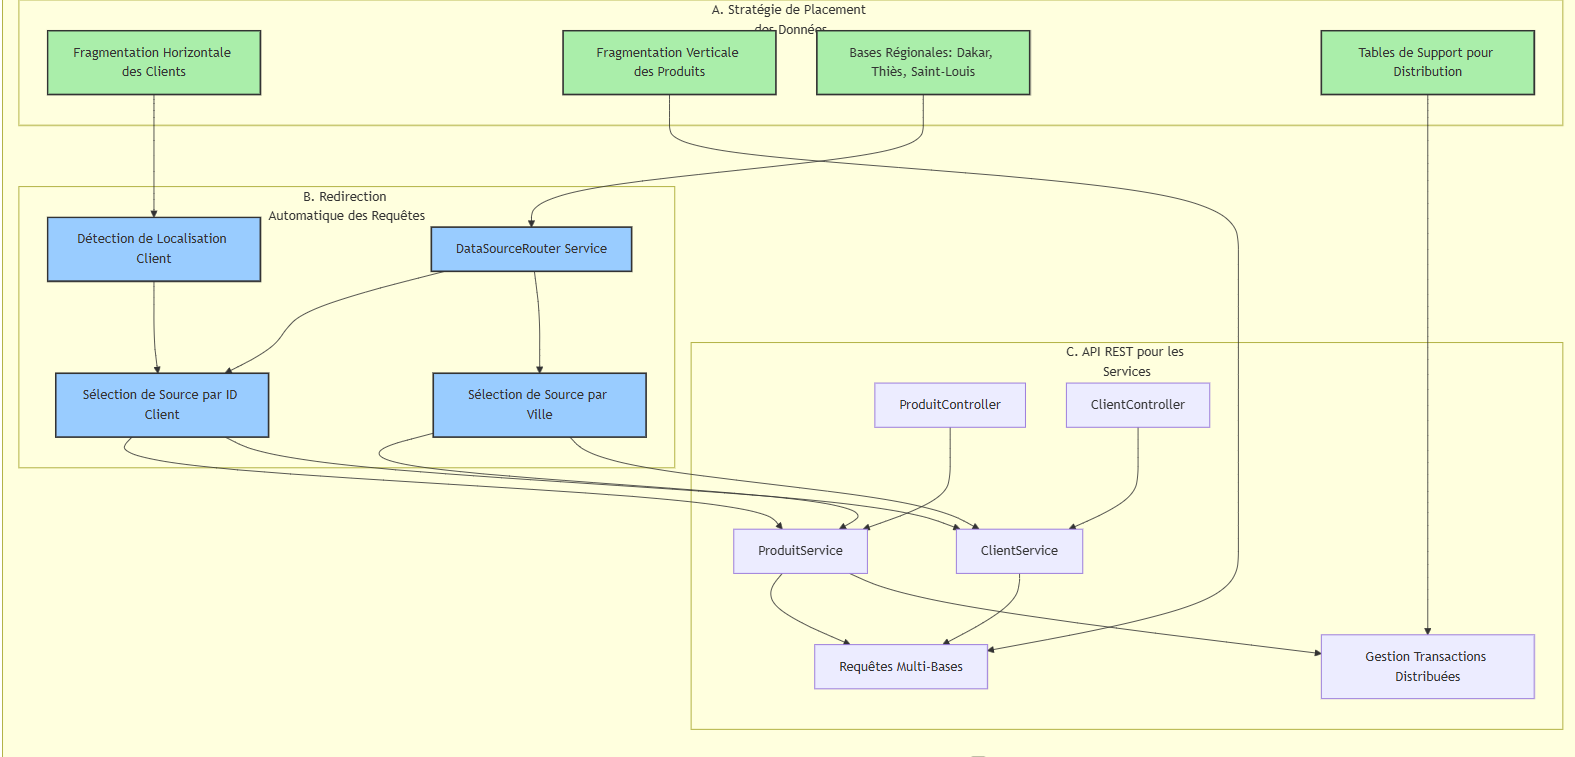 A. Stratégie de Placement
des Données
Fragmentation Horizontale
des Clients
Fragmentation Verticale
des Produits
Bases Régionales: Dakar,
Thiès, Saint-Louis
Tables de Support pour
Distribution
B. Redirection
Automatique des Requêtes
Détection de Localisation
Client
DataSourceRouter Service
Sélection de Source par ID
Client
Sélection de Source par
Ville
C. API REST pour les
Services
ProduitController
ClientController
ProduitService
ClientService
Requêtes Multi-Bases
Gestion Transactions
Distribuées